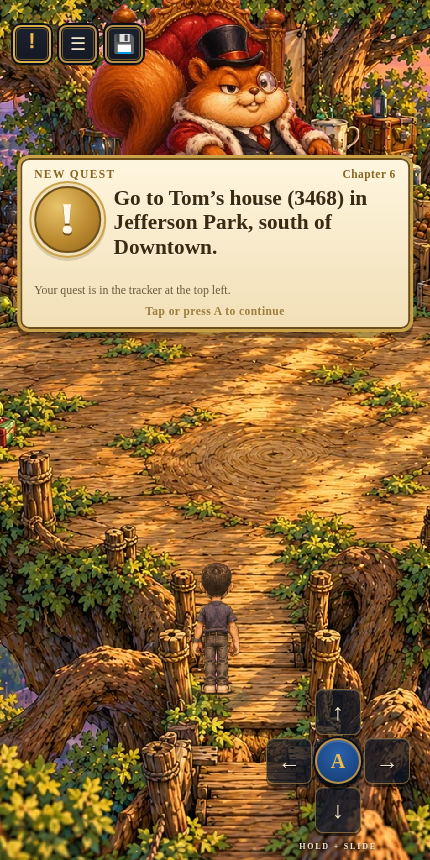 !
☰
💾
NEW QUEST
Chapter 6
!
Go to Tom's house (3468) in
Jefferson Park, south of
Downtown.
Your quest is in the tracker at the top left.
Tap or press A to continue
↑
←
A
→
↓
HOLD + SLIDE